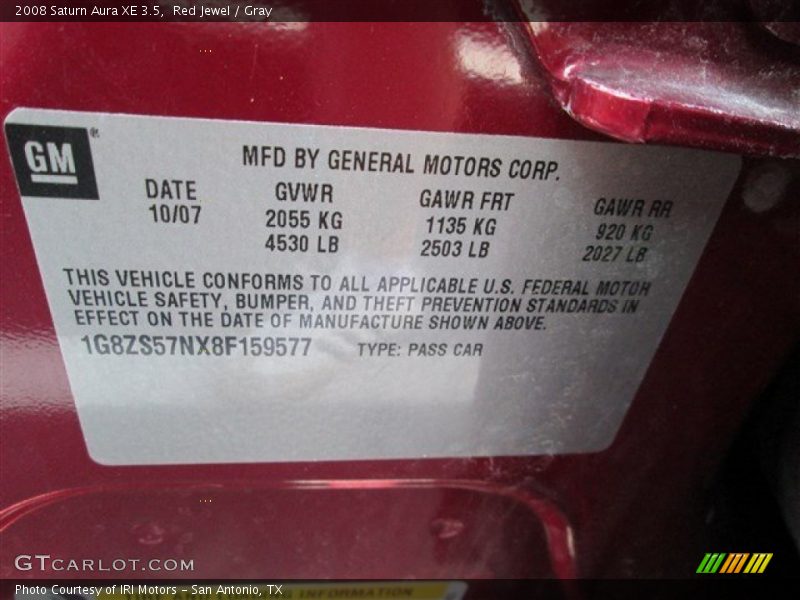 2008 Saturn Aura XE 3.5, Red Jewel / Gray
GM®
MFD BY GENERAL MOTORS CORP.
DATE GVWR GAWR FRT GAWR RR
10/07 2055 KG 1135 KG 920 KG
4530 LB 2503 LB 2027 LB
THIS VEHICLE CONFORMS TO ALL APPLICABLE U.S. FEDERAL MOTOR
VEHICLE SAFETY, BUMPER, AND THEFT PREVENTION STANDARDS IN
EFFECT ON THE DATE OF MANUFACTURE SHOWN ABOVE.
1G8ZS57NX8F159577 TYPE: PASS CAR
GTCARLOT.COM
Photo Courtesy of IRI Motors - San Antonio, TX
INFORMATION